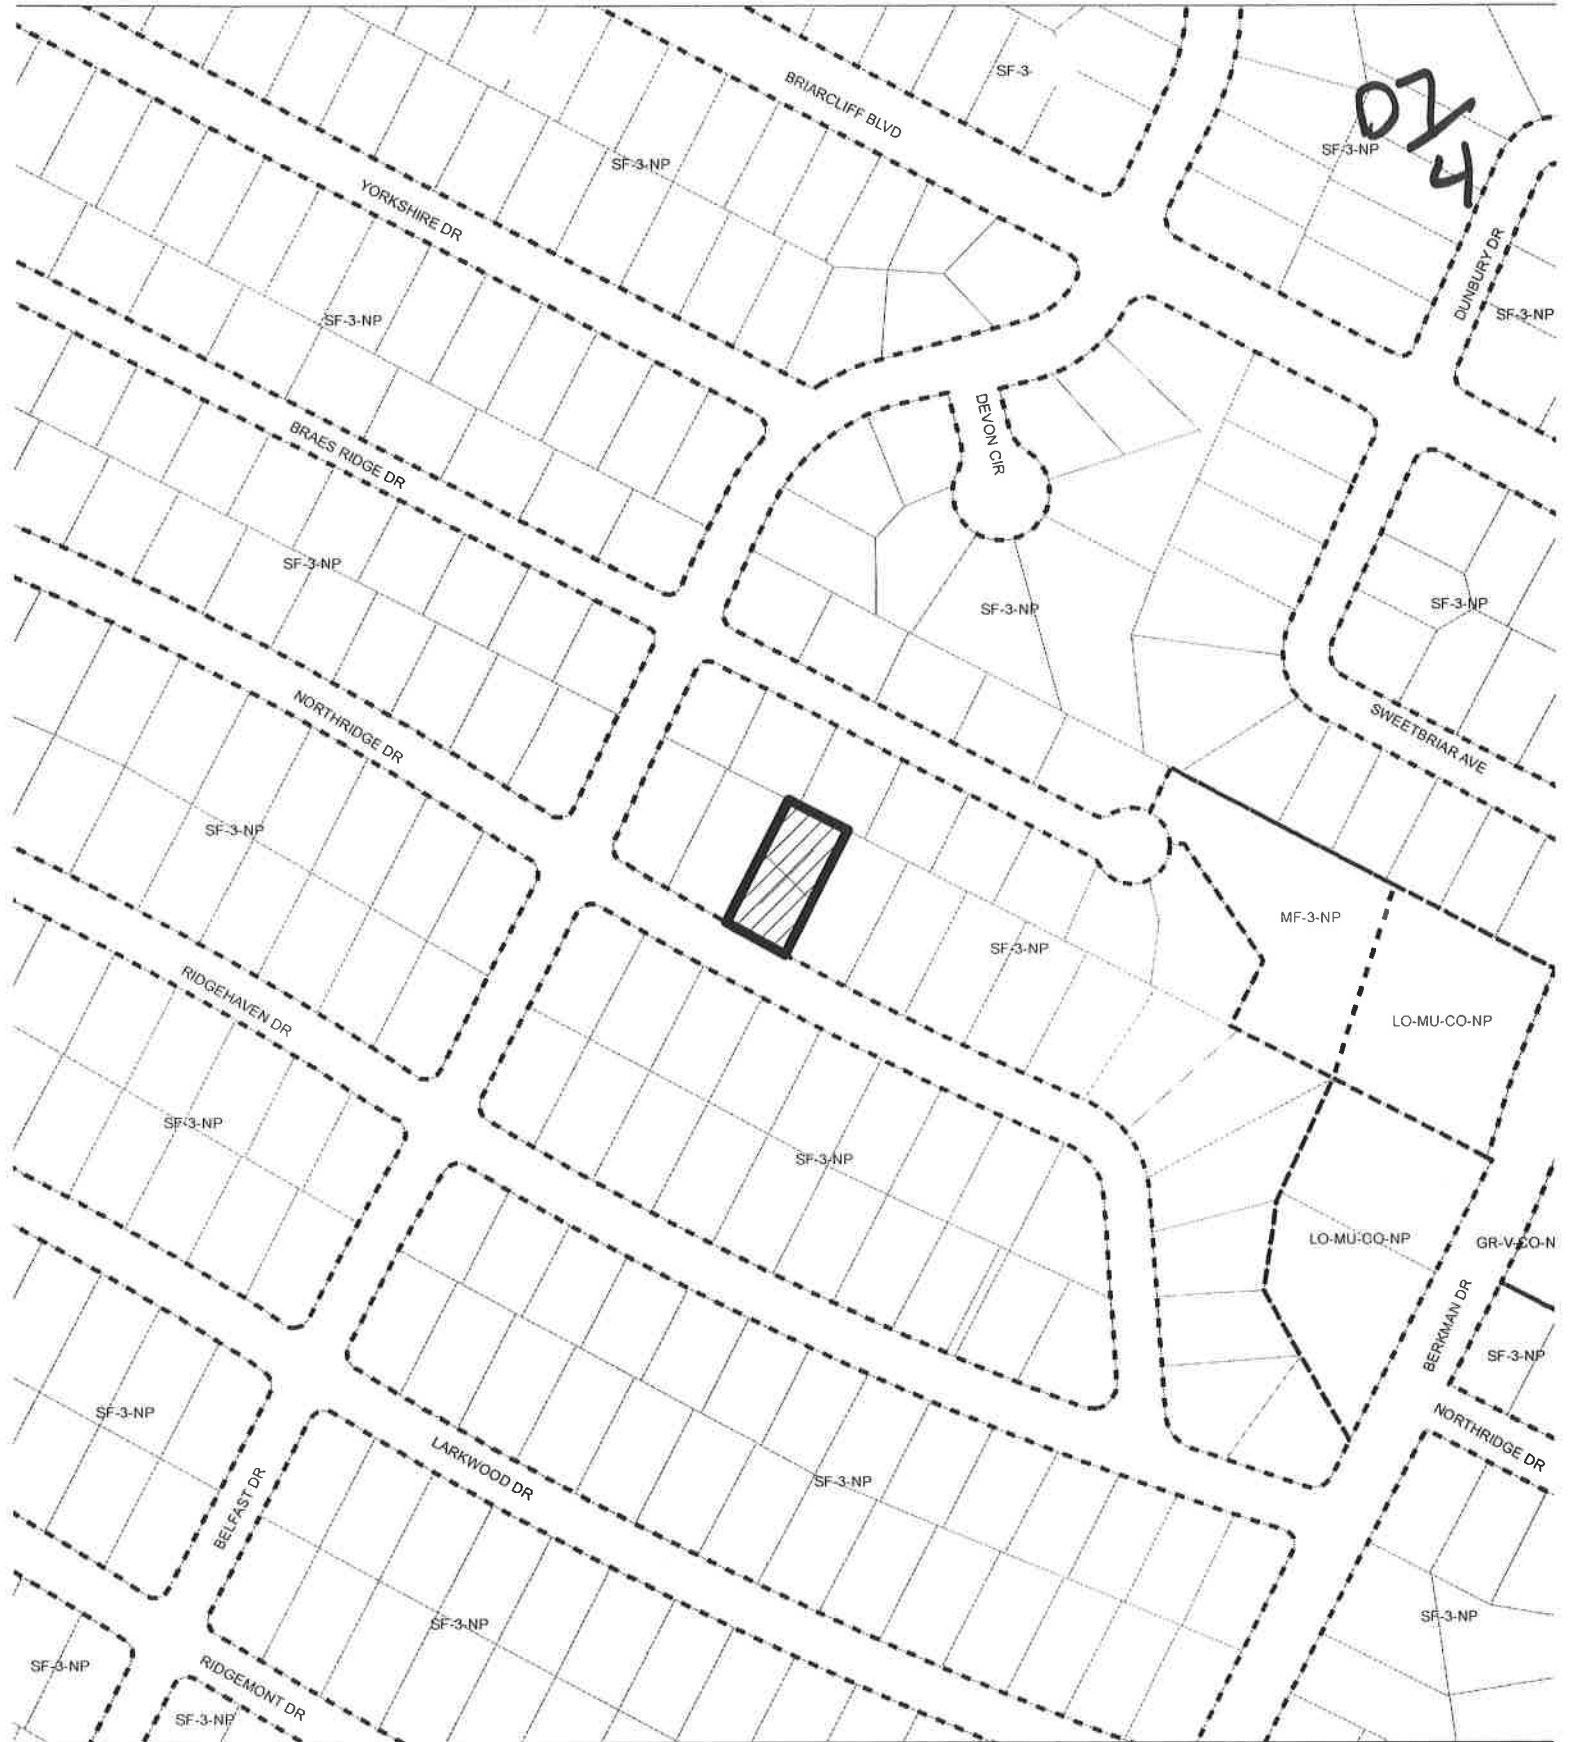 SF-3-
BRIARCLIFF BLVD
D7/4
SF-3-NP
SF-3-NP
YORKSHIRE DR
DUNBURY DR
SF-3-NP
SF-3-NP
DEVON CIR
BRAES RIDGE DR
SF-3-NP
SF-3-NP
SF-3-NP
NORTHRIDGE DR
SWEETBRIAR AVE
SF-3-NP
MF-3-NP
SF-3-NP
RIDGEHAVEN DR
LO-MU-CO-NP
SF-3-NP
SF-3-NP
LO-MU-CO-NP
GR-V-CO-N
BERKMAN DR
SF-3-NP
SF-3-NP
NORTHRIDGE DR
LARKWOOD DR
SF-3-NP
BELFAST DR
SF-3-NP
SF-3-NP
SF-3-NP
RIDGEMONT DR
SF-3-NP